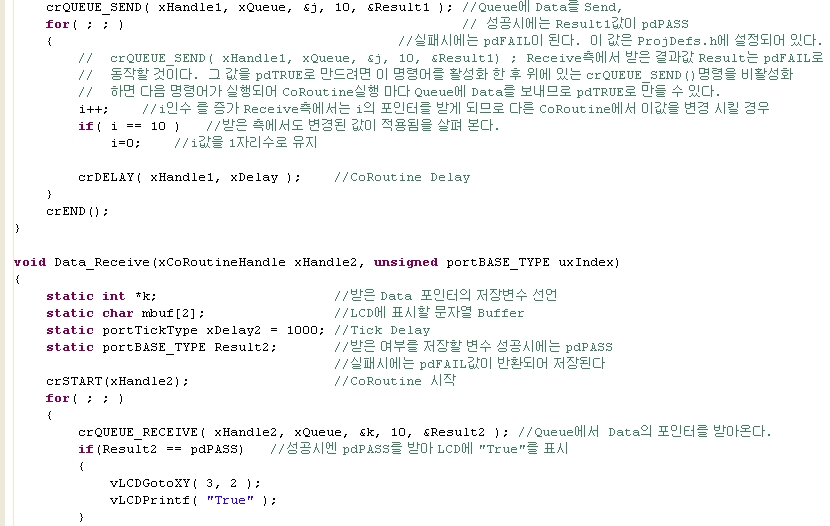 crQUEUE_SEND( xHandle1, xQueue, &j, 10, &Result1 ); //Queue에 Data를 Send,
for( ; ; ) // 성공시에는 Result1값이 pdPASS
{ //실패시에는 pdFAIL이 된다. 이 값은 ProjDefs.h에 설정되어 있다.
// crQUEUE_SEND( xHandle1, xQueue, &j, 10, &Result1) ; Receive측에서 받은 결과값 Result는 pdFAIL로
// 동작할 것이다. 그 값을 pdTRUE로 만드려면 이 명령어를 활성화 한 후 위에 있는 crQUEUE_SEND()명령을 비활성화
// 하면 다음 명령어가 실행되어 CoRoutine실행 마다 Queue에 Data를 보내므로 pdTRUE로 만들 수 있다.
i++; //i인수 를 증가 Receive측에서는 i의 포인터를 받게 되므로 다른 CoRoutine에서 이값을 변경 시킬 경우
if( i == 10 ) //받은 측에서도 변경된 값이 적용됨을 살펴 본다.
i=0; //i값을 1자리수로 유지
crDELAY( xHandle1, xDelay ); //CoRoutine Delay
}
crEND();
}
void Data_Receive(xCoRoutineHandle xHandle2, unsigned portBASE_TYPE uxIndex)
{
static int *k; //받은 Data 포인터의 저장변수 선언
static char mbuf[2]; //LCD에 표시할 문자열 Buffer
static portTickType xDelay2 = 1000; //Tick Delay
static portBASE_TYPE Result2; //받은 여부를 저장할 변수 성공시에는 pdPASS
//실패시에는 pdFAIL값이 반환되어 저장된다
crSTART(xHandle2); //CoRoutine 시작
for( ; ; )
{
crQUEUE_RECEIVE( xHandle2, xQueue, &k, 10, &Result2 ); //Queue에서 Data의 포인터를 받아온다.
if(Result2 == pdPASS) //성공시엔 pdPASS를 받아 LCD에 "True"를 표시
{
vLCDGotoXY( 3, 2 );
vLCDPrintf( "True" );
}